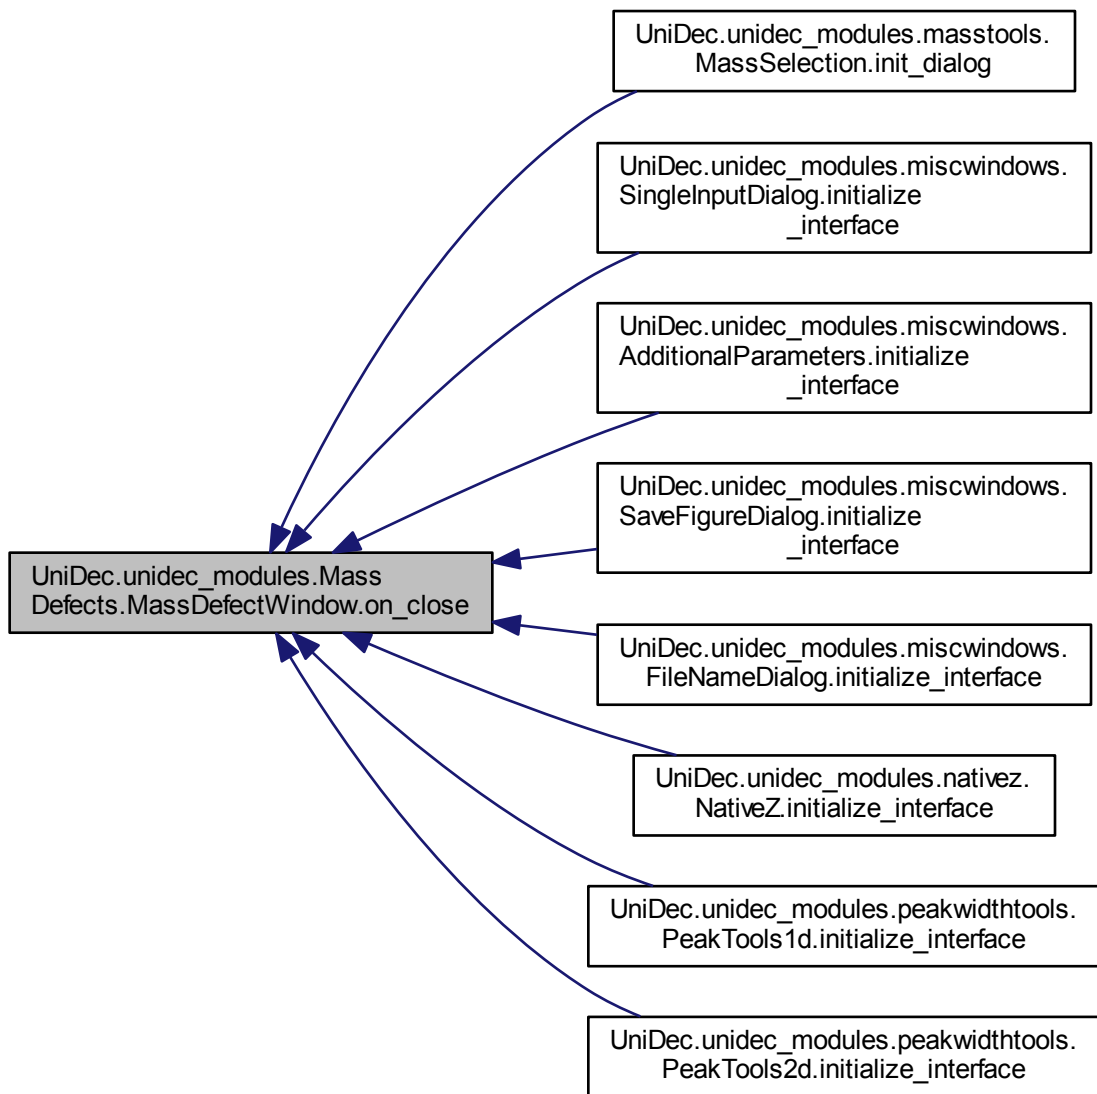 UniDec.unidec_modules.masstools.
MassSelection.init_dialog
UniDec.unidec_modules.miscwindows.
SingleInputDialog.initialize
_interface
UniDec.unidec_modules.miscwindows.
AdditionalParameters.initialize
_interface
UniDec.unidec_modules.miscwindows.
SaveFigureDialog.initialize
_interface
UniDec.unidec_modules.Mass
Defects.MassDefectWindow.on_close
UniDec.unidec_modules.miscwindows.
FileNameDialog.initialize_interface
UniDec.unidec_modules.nativez.
NativeZ.initialize_interface
UniDec.unidec_modules.peakwidthtools.
PeakTools1d.initialize_interface
UniDec.unidec_modules.peakwidthtools.
PeakTools2d.initialize_interface